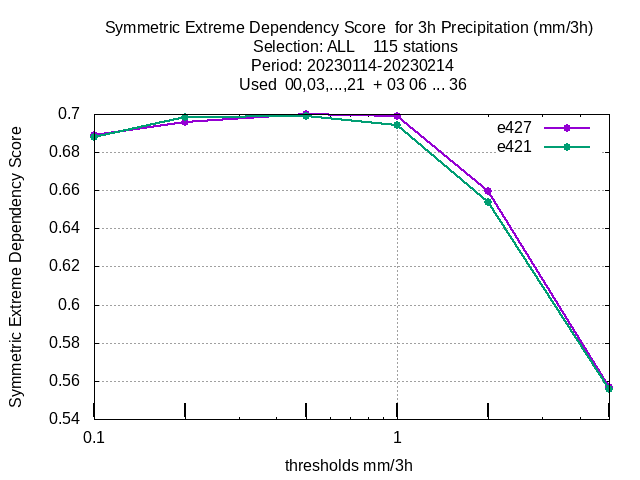 Symmetric Extreme Dependency Score  for 3h Precipitation (mm/3h)
Selection: ALL    115 stations
Period: 20230114-20230214
Used  00,03,...,21  + 03 06 ... 36
e427
e421
Symmetric Extreme Dependency Score
0.7
0.68
0.66
0.64
0.62
0.6
0.58
0.56
0.54
0.1
1
thresholds mm/3h